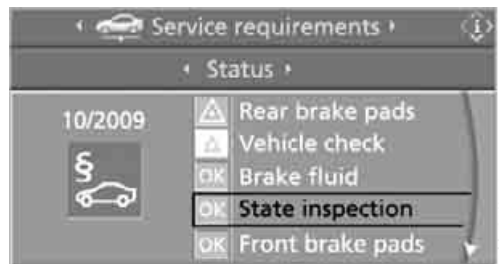 Service requirements
Status
10/2009
Rear brake pads
Vehicle check
§
OK Brake fluid
OK State inspection
OK Front brake pads